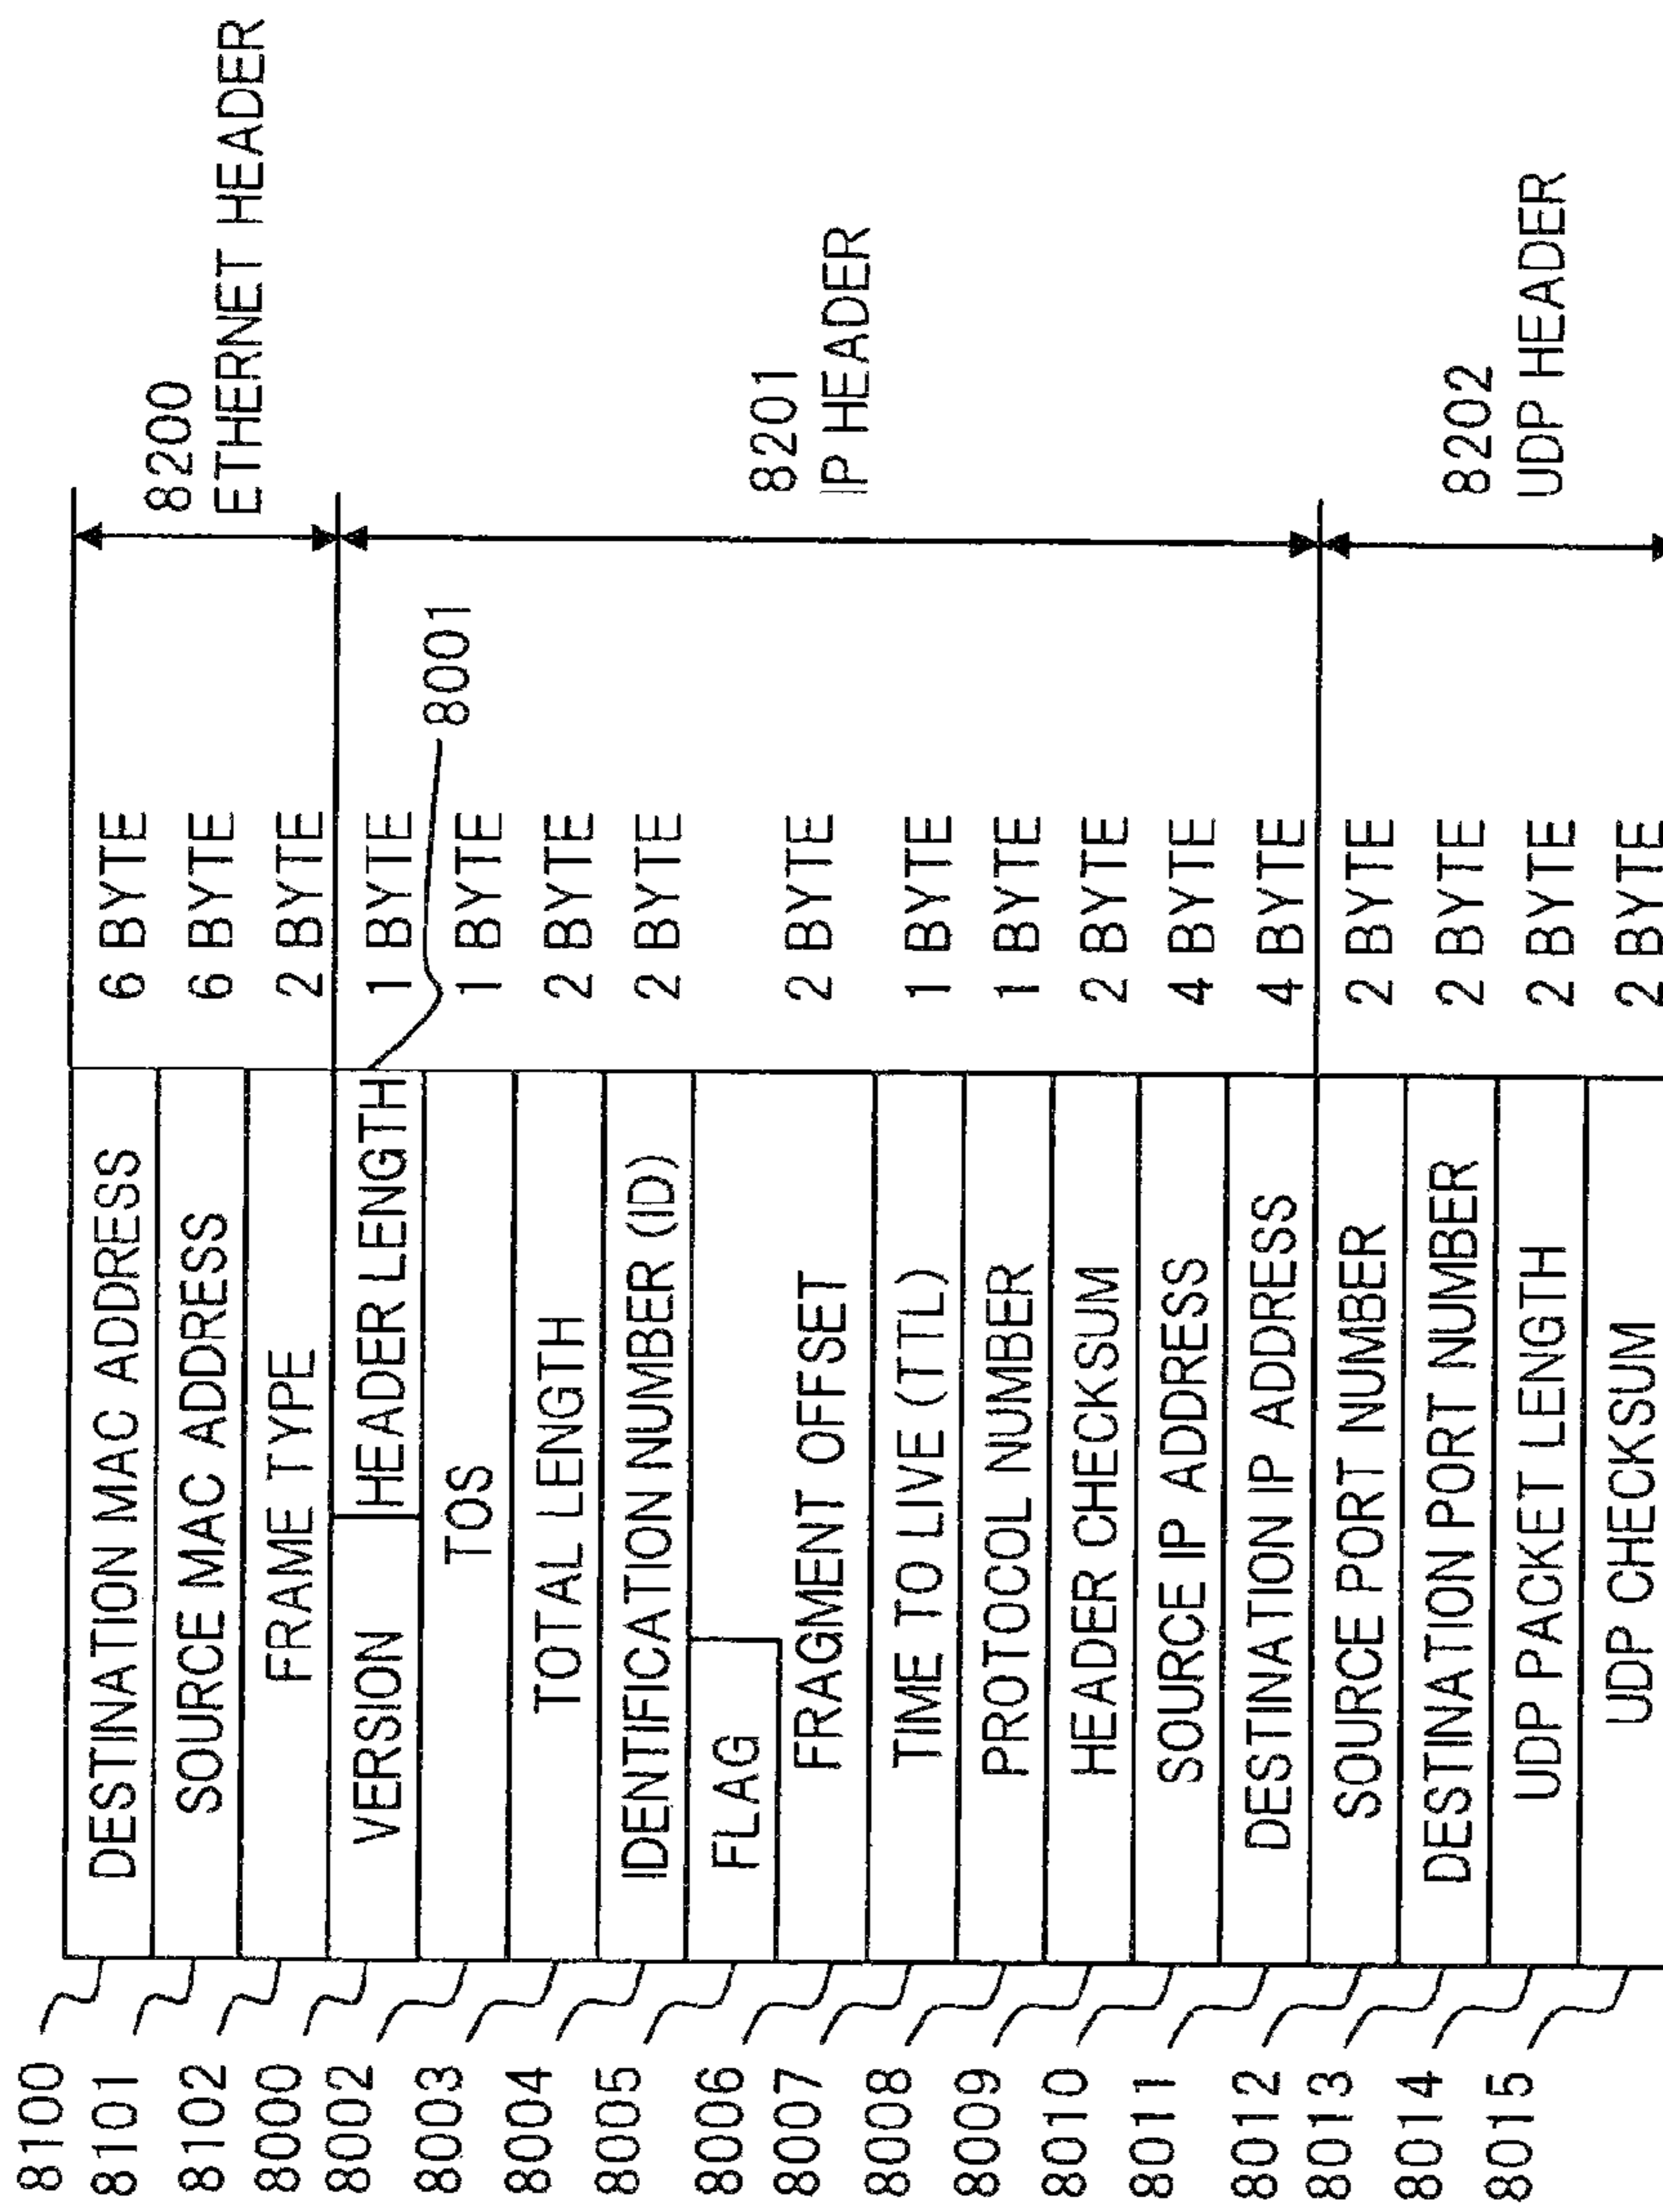 8100 DESTINATION MAC ADDRESS 6 BYTE
8101 SOURCE MAC ADDRESS 6 BYTE
8102 FRAME TYPE 2 BYTE
8200
ETHERNET HEADER
8000 VERSION HEADER LENGTH 1 BYTE
8001
8002 TOS 1 BYTE
8003 TOTAL LENGTH 2 BYTE
8004 IDENTIFICATION NUMBER (ID) 2 BYTE
8005 FLAG
8006 FRAGMENT OFFSET 2 BYTE
8007 TIME TO LIVE (TTL) 1 BYTE
8008 PROTOCOL NUMBER 1 BYTE
8009 HEADER CHECKSUM 2 BYTE
8010 SOURCE IP ADDRESS 4 BYTE
8011 DESTINATION IP ADDRESS 4 BYTE
8201
IP HEADER
8012 SOURCE PORT NUMBER 2 BYTE
8013 DESTINATION PORT NUMBER 2 BYTE
8014 UDP PACKET LENGTH 2 BYTE
8015 UDP CHECKSUM 2 BYTE
8202
UDP HEADER